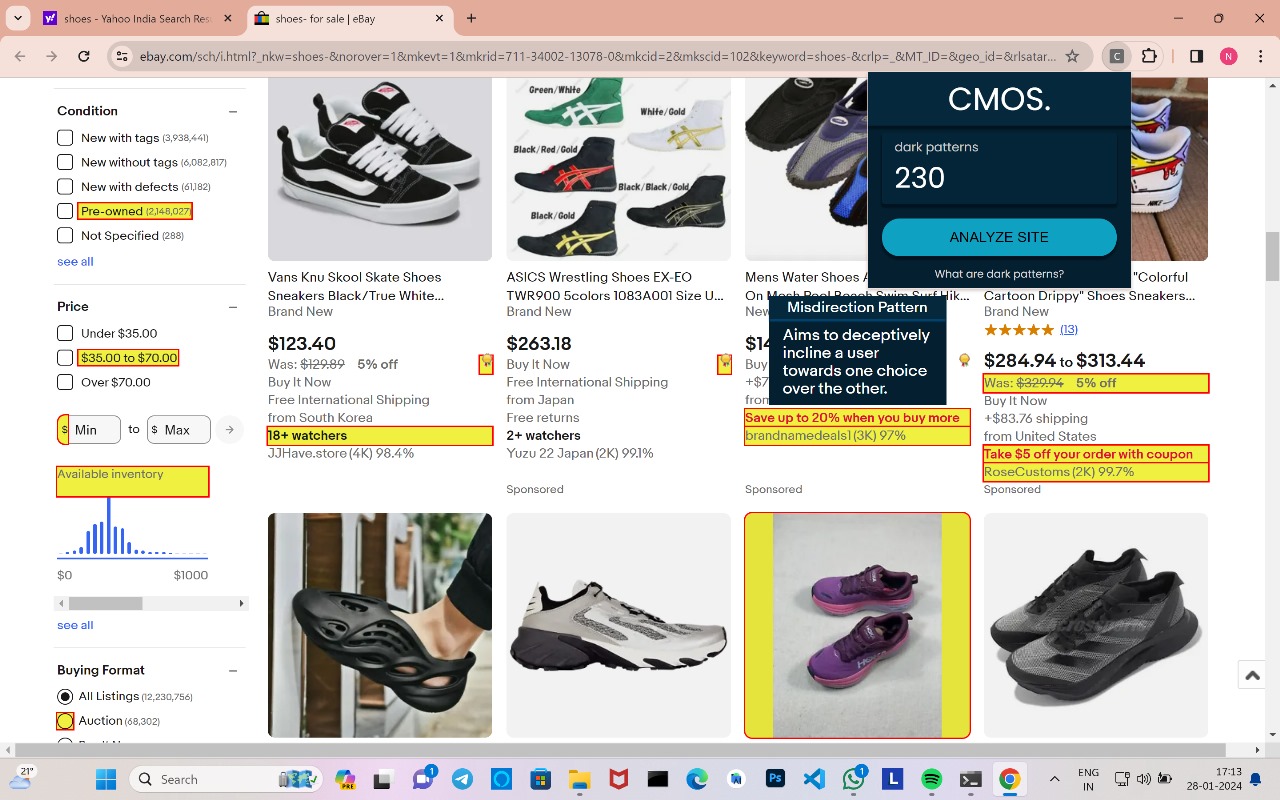 shoes - Yahoo India Search Res
shoes- for sale | eBay
ebay.com/sch/i.html?_nkw=shoes-&norover=1&mkevt=1&mkrid=711-34002-13078-0&mkcid=2&mkscid=102&keyword=shoes-&crlp=_&MT_ID=&geo_id=&rlsatar...
C
N
CMOS.
dark patterns
230
ANALYZE SITE
What are dark patterns?
Misdirection Pattern
Aims to deceptively
incline a user
towards one choice
over the other.
Condition
New with tags (3,938,441)
New without tags (6,082,817)
New with defects (61,182)
Pre-owned (2,148,027)
Not Specified (288)
see all
Price
Under $35.00
$35.00 to $70.00
Over $70.00
$ Min to $ Max
Available inventory
$0 $1000
see all
Buying Format
All Listings (12,230,756)
Auction (68,302)
Vans Knu Skool Skate Shoes
Sneakers Black/True White...
Brand New
$123.40
Was: $129.89 5% off
Buy It Now
Free International Shipping
from South Korea
18+ watchers
JJHave.store (4K) 98.4%
Green/White
White/Gold
Black/Red/Gold
Black/Black/Gold
Black/Gold
ASICS Wrestling Shoes EX-EO
TWR900 5colors 1083A001 Size U...
Brand New
$263.18
Buy It Now
Free International Shipping
from Japan
Free returns
2+ watchers
Yuzu 22 Japan (2K) 99.1%
Sponsored
Mens Water Shoes
On Mesh Pool Beach Swim Surf Hik...
$14
Buy
+$7
from
Save up to 20% when you buy more
brandnamedeals1 (3K) 97%
Sponsored
"Colorful
Cartoon Drippy" Shoes Sneakers...
Brand New
(13)
$284.94 to $313.44
Was: $329.94 5% off
Buy It Now
+$83.76 shipping
from United States
Take $5 off your order with coupon
RoseCustoms (2K) 99.7%
Sponsored
21°
Search
PRE
1
Ps
1
L
ENG
IN
17:13
28-01-2024